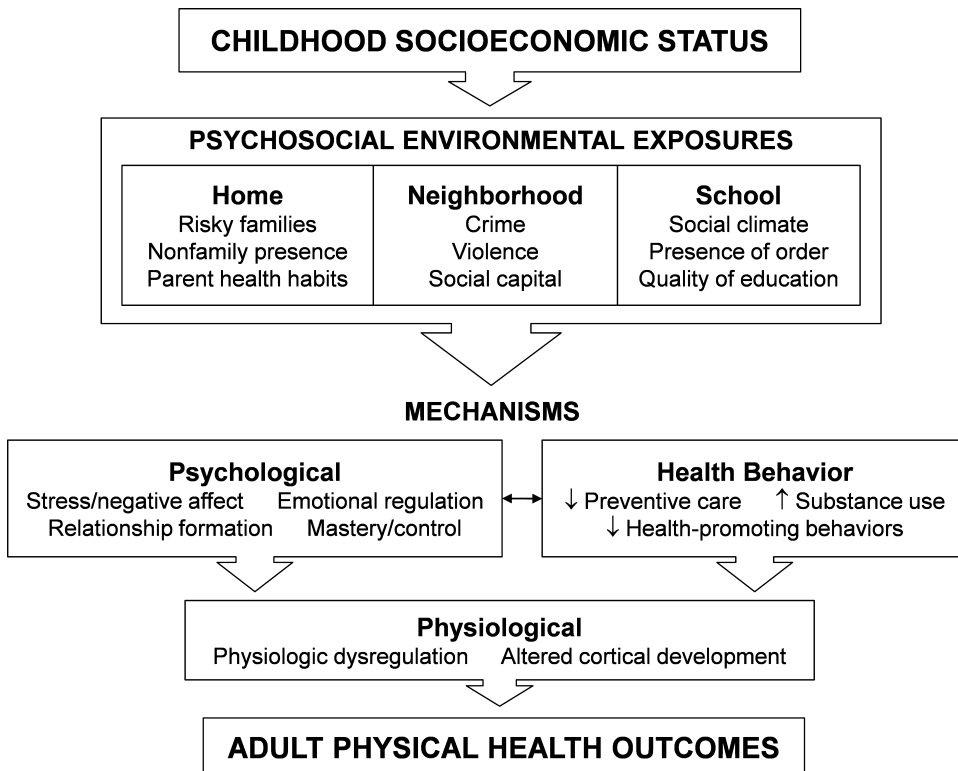 CHILDHOOD SOCIOECONOMIC STATUS
PSYCHOSOCIAL ENVIRONMENTAL EXPOSURES
Home
Risky families
Nonfamily presence
Parent health habits
Neighborhood
Crime
Violence
Social capital
School
Social climate
Presence of order
Quality of education
MECHANISMS
Psychological
Stress/negative affect Emotional regulation
Relationship formation Mastery/control
Health Behavior
↓ Preventive care ↑ Substance use
↓ Health-promoting behaviors
Physiological
Physiologic dysregulation Altered cortical development
ADULT PHYSICAL HEALTH OUTCOMES